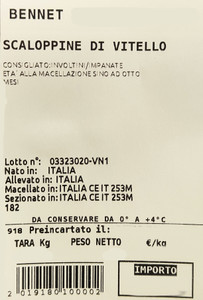 BENNET
SCALOPPINE DI VITELLO
CONSIGLIATO:INVOLTINI/IMPANATE
ETA' ALLA MACELLAZIONE SINO AD OTTO
MESI
Lotto n°: 03323020-VN1
Nato in: ITALIA
Allevato in: ITALIA
Macellato in: ITALIA CE IT 253M
Sezionato in: ITALIA CE IT 253M
182
DA CONSERVARE DA 0° A +4°C
918 Preincartato il:
TARA Kg PESO NETTO €/kg
IMPORTO
2 019180 100002